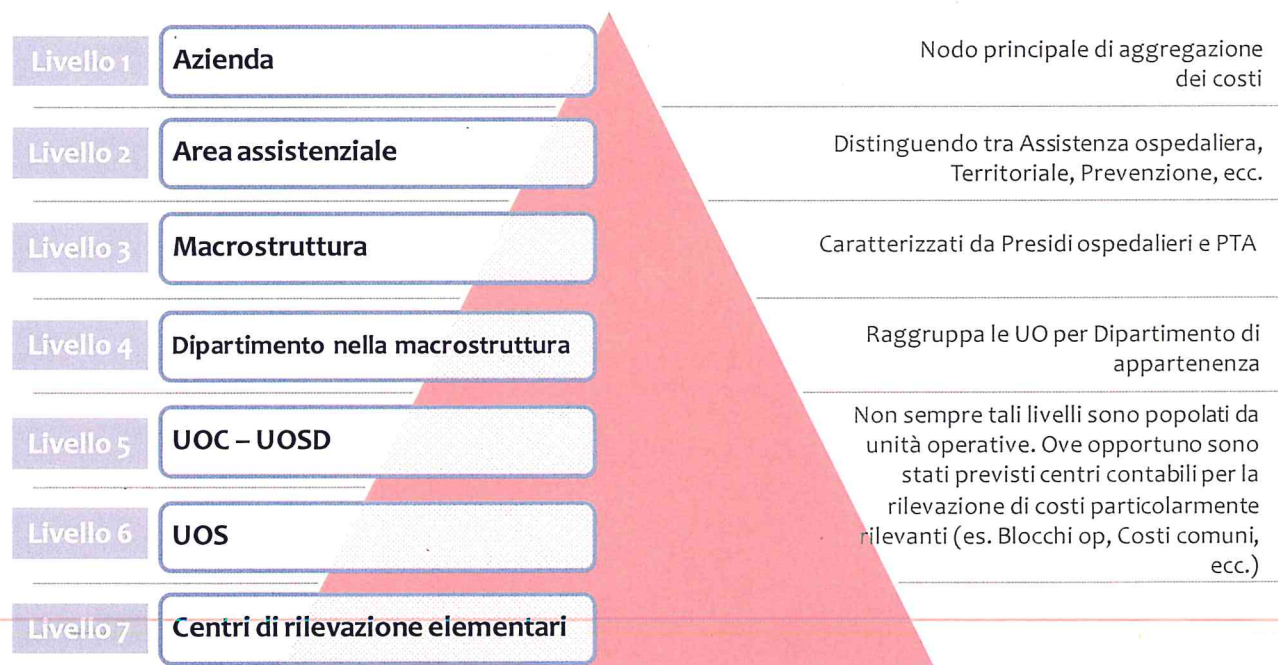 Livello 1
Azienda
Nodo principale di aggregazione
dei costi
Livello 2
Area assistenziale
Distinguendo tra Assistenza ospedaliera,
Territoriale, Prevenzione, ecc.
Livello 3
Macrostruttura
Caratterizzati da Presidi ospedalieri e PTA
Livello 4
Dipartimento nella macrostruttura
Raggruppa le UO per Dipartimento di
appartenenza
Livello 5
UOC – UOSD
Non sempre tali livelli sono popolati da
unità operative. Ove opportuno sono
stati previsti centri contabili per la
rilevazione di costi particolarmente
rilevanti (es. Blocchi op, Costi comuni,
ecc.)
Livello 6
UOS
Livello 7
Centri di rilevazione elementari